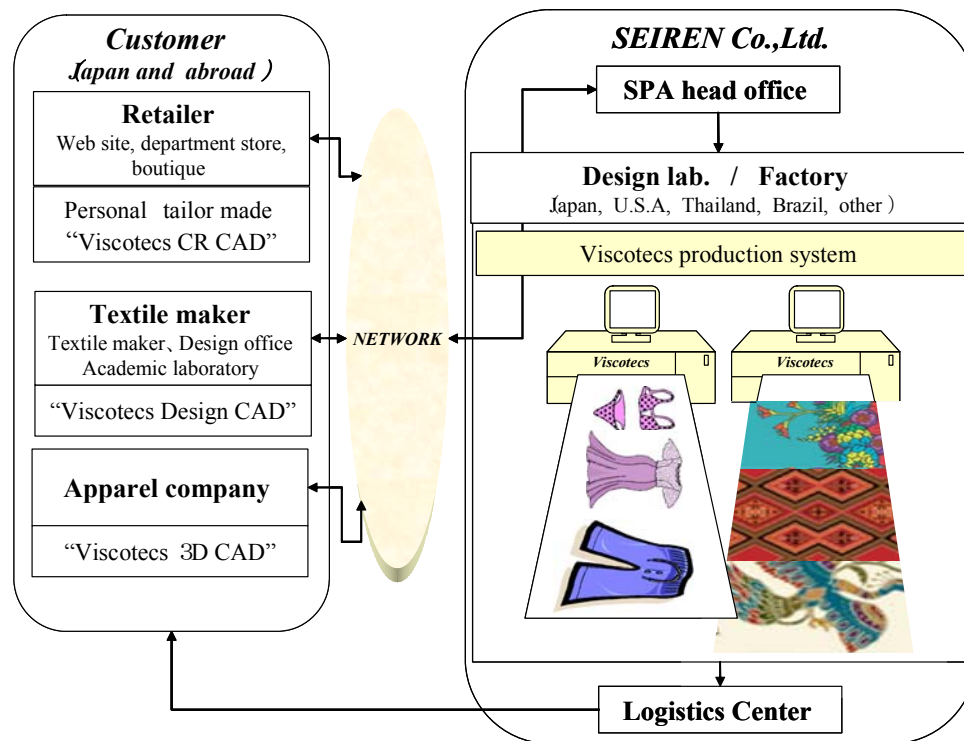 Customer
(Japan and abroad)
Retailer
Web site, department store,
boutique
Personal tailor made
“Viscotecs CR CAD”
Textile maker
Textile maker、Design office
Academic laboratory
“Viscotecs Design CAD”
Apparel company
“Viscotecs 3D CAD”
NETWORK
SEIREN Co.,Ltd.
SPA head office
Design lab. / Factory
(Japan, U.S.A, Thailand, Brazil, other)
Viscotecs production system
Viscotecs
Viscotecs
Logistics Center